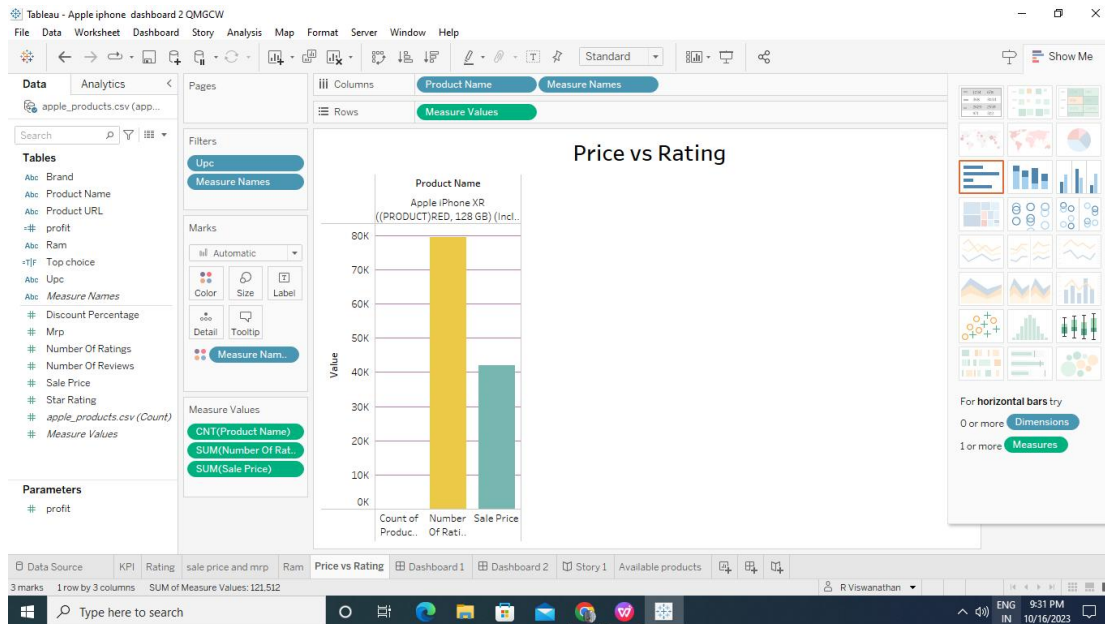 Tableau - Apple iphone dashboard 2 QMGCW
File Data Worksheet Dashboard Story Analysis Map Format Server Window Help
Standard
Show Me
Data Analytics
apple_products.csv (app...
Search
Tables
Abc Brand
Abc Product Name
Abc Product URL
=# profit
Abc Ram
=T|F Top choice
Abc Upc
Abc Measure Names
# Discount Percentage
# Mrp
# Number Of Ratings
# Number Of Reviews
# Sale Price
# Star Rating
# apple_products.csv (Count)
# Measure Values
Parameters
# profit
Pages
Filters
Upc
Measure Names
Marks
Automatic
Color Size Label
Detail Tooltip
Measure Nam..
Measure Values
CNT(Product Name)
SUM(Number Of Rat..
SUM(Sale Price)
Columns Product Name Measure Names
Rows Measure Values
Price vs Rating
Product Name
Apple iPhone XR
((PRODUCT)RED, 128 GB) (Incl..
80K
70K
60K
50K
40K
30K
20K
10K
0K
Value
Count of Produc..
Number Of Rati..
Sale Price
For horizontal bars try
0 or more Dimensions
1 or more Measures
Data Source KPI Rating sale price and mrp Ram Price vs Rating Dashboard 1 Dashboard 2 Story 1 Available products
3 marks 1 row by 3 columns SUM of Measure Values: 121,512
R Viswanathan
Type here to search
ENG
IN
9:31 PM
10/16/2023